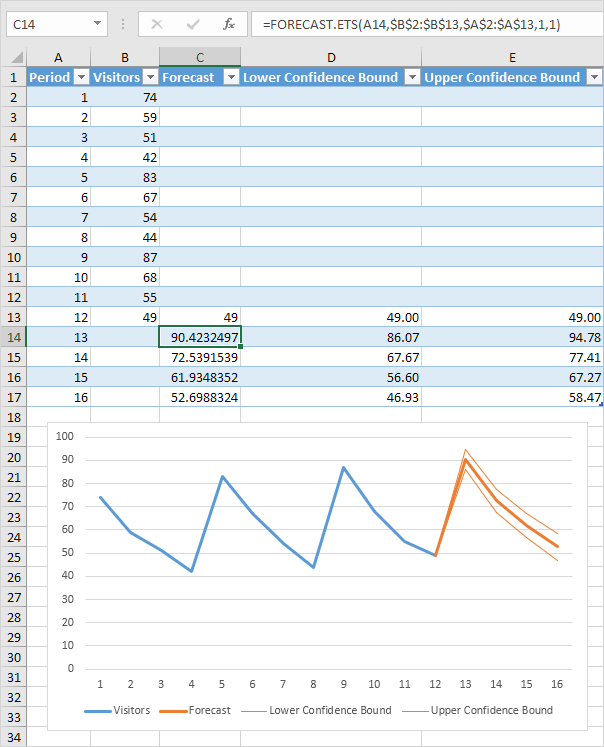 C14 fx =FORECAST.ETS(A14,$B$2:$B$13,$A$2:$A$13,1,1)
A B C D E
1 Period Visitors Forecast Lower Confidence Bound Upper Confidence Bound
2 1 74
3 2 59
4 3 51
5 4 42
6 5 83
7 6 67
8 7 54
9 8 44
10 9 87
11 10 68
12 11 55
13 12 49 49 49.00 49.00
14 13 90.4232497 86.07 94.78
15 14 72.5391539 67.67 77.41
16 15 61.9348352 56.60 67.27
17 16 52.6988324 46.93 58.47
18
19
20
21
22
23
24
25
26
27
28
29
30
31
32
33
34
100
90
80
70
60
50
40
30
20
10
0
1 2 3 4 5 6 7 8 9 10 11 12 13 14 15 16
Visitors Forecast Lower Confidence Bound Upper Confidence Bound